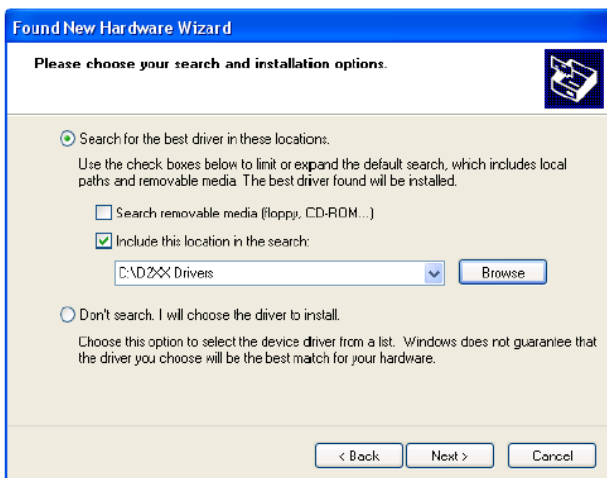 Found New Hardware Wizard
Please choose your search and installation options.
Search for the best driver in these locations.
Use the check boxes below to limit or expand the default search, which includes local
paths and removable media. The best driver found will be installed.
Search removable media (floppy, CD-ROM...)
Include this location in the search:
C:\D2XX Drivers
Browse
Don't search. I will choose the driver to install.
Choose this option to select the device driver from a list. Windows does not guarantee that
the driver you choose will be the best match for your hardware.
< Back Next > Cancel